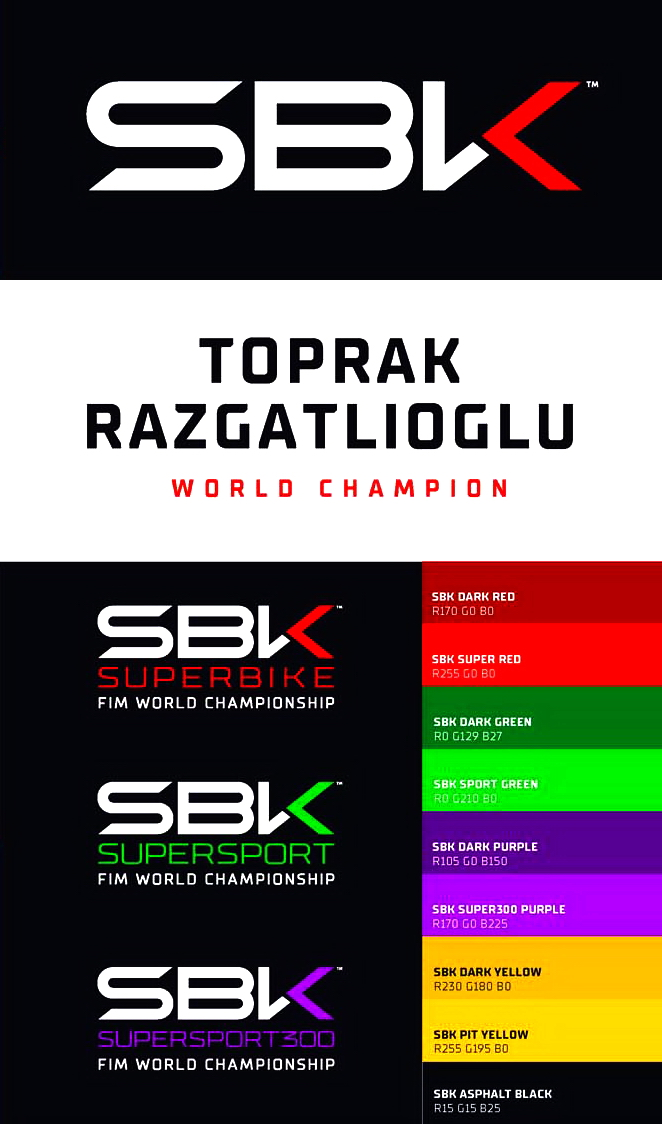 SBK™
TOPRAK
RAZGATLIOGLU
WORLD CHAMPION
SBK™
SUPERBIKE
FIM WORLD CHAMPIONSHIP
SBK™
SUPERSPORT
FIM WORLD CHAMPIONSHIP
SBK™
SUPERSPORT300
FIM WORLD CHAMPIONSHIP
SBK DARK RED
R170 G0 B0
SBK SUPER RED
R255 G0 B0
SBK DARK GREEN
R0 G129 B27
SBK SPORT GREEN
R0 G210 B0
SBK DARK PURPLE
R105 G0 B150
SBK SUPER300 PURPLE
R170 G0 B225
SBK DARK YELLOW
R230 G180 B0
SBK PIT YELLOW
R255 G195 B0
SBK ASPHALT BLACK
R15 G15 B25